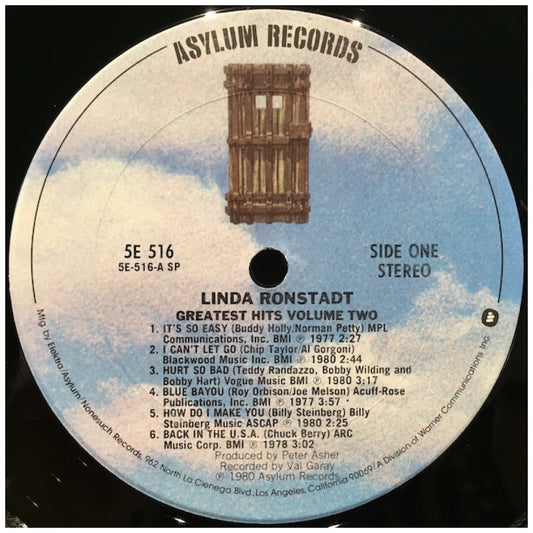 ASYLUM RECORDS
5E 516
5E-516-A SP
SIDE ONE
STEREO
LINDA RONSTADT
GREATEST HITS VOLUME TWO
1. IT'S SO EASY (Buddy Holly/Norman Petty) MPL
Communications, Inc. BMI ℗ 1977 2:27
2. I CAN'T LET GO (Chip Taylor/Al Gorgoni)
Blackwood Music Inc. BMI ℗ 1980 2:44
3. HURT SO BAD (Teddy Randazzo, Bobby Wilding and
Bobby Hart) Vogue Music BMI ℗ 1980 3:17
4. BLUE BAYOU (Roy Orbison/Joe Melson) Acuff-Rose
Publications, Inc. BMI ℗ 1977 3:57
5. HOW DO I MAKE YOU (Billy Steinberg) Billy
Steinberg Music ASCAP ℗ 1980 2:25
6. BACK IN THE U.S.A. (Chuck Berry) ARC
Music Corp. BMI ℗ 1978 3:02
Produced by Peter Asher
Recorded by Val Garay
℗ 1980 Asylum Records
Mfg. by Elektra/Asylum/Nonesuch Records, 962 North La Cienega Blvd., Los Angeles, California 90069/A Division of Warner Communications Inc.